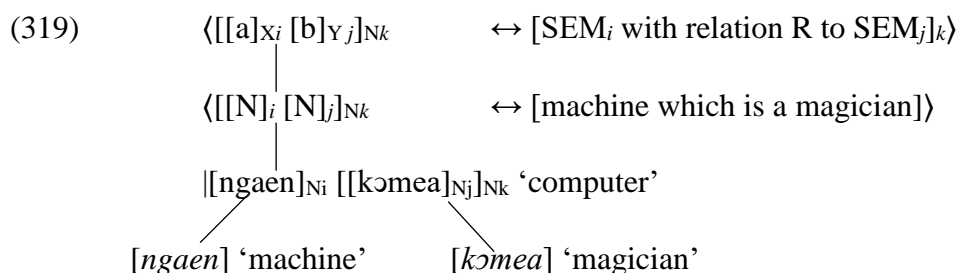 (319) ⟨[[a]Xi [b]Y j]Nk ↔ [SEMi with relation R to SEMj]k⟩
⟨[[N]i [N]j]Nk ↔ [machine which is a magician]⟩
|[ngaen]Ni [[kɔmea]Nj]Nk ‘computer’
[ngaen] ‘machine’ [kɔmea] ‘magician’